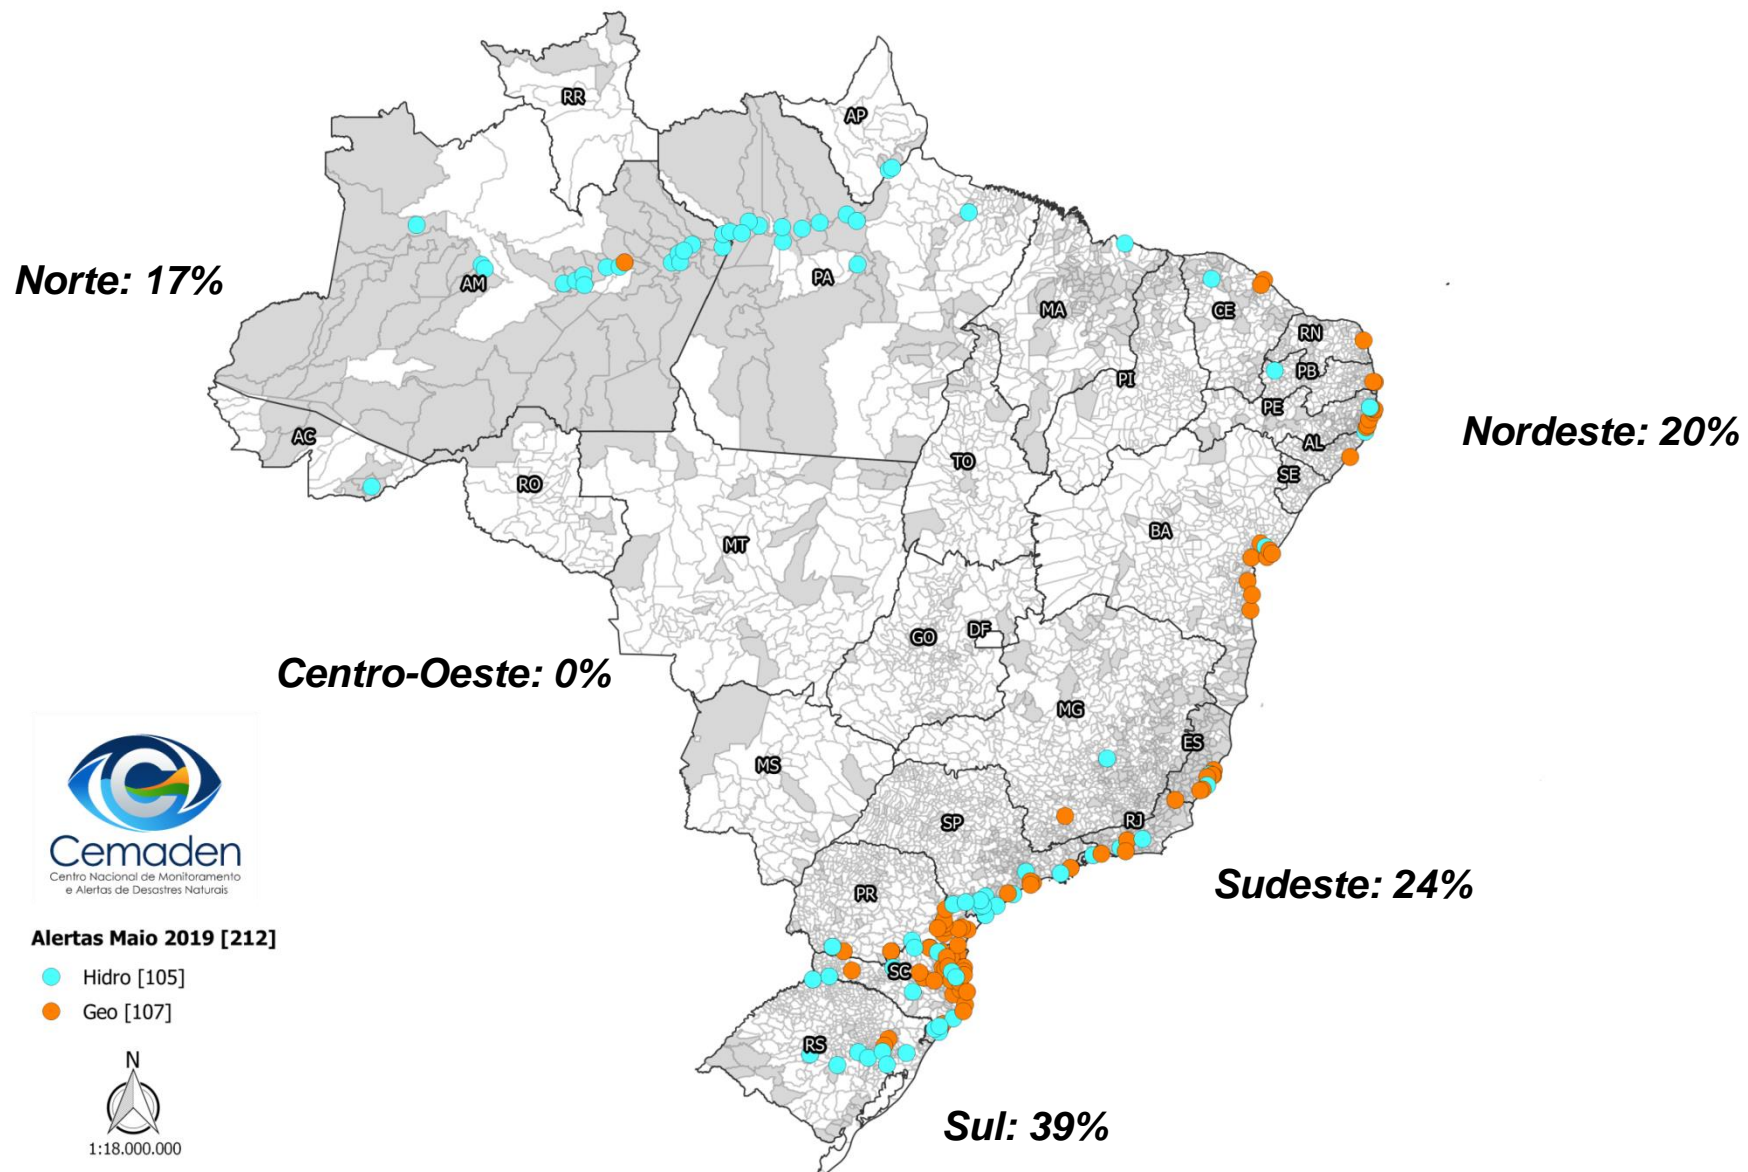 RR
AP
Norte: 17%
AM
PA
MA
CE
RN
PB
PI
PE
Nordeste: 20%
AL
SE
AC
RO
TO
MT
BA
GO
DF
Centro-Oeste: 0%
MG
ES
MS
SP
RJ
Cemaden
Centro Nacional de Monitoramento
e Alertas de Desastres Naturais
Sudeste: 24%
PR
Alertas Maio 2019 [212]
Hidro [105]
Geo [107]
SC
RS
N
1:18.000.000
Sul: 39%